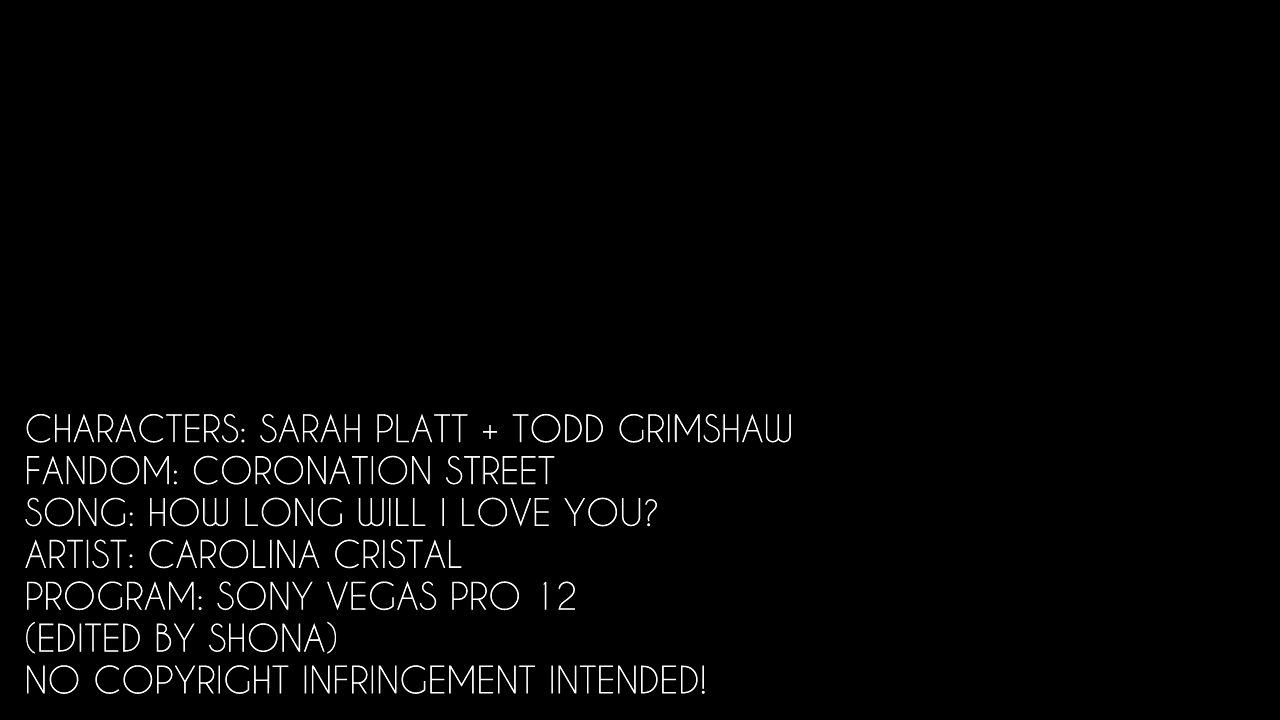 CHARACTERS: SARAH PLATT + TODD GRIMSHAW
FANDOM: CORONATION STREET
SONG: HOW LONG WILL I LOVE YOU?
ARTIST: CAROLINA CRISTAL
PROGRAM: SONY VEGAS PRO 12
(EDITED BY SHONA)
NO COPYRIGHT INFRINGEMENT INTENDED!